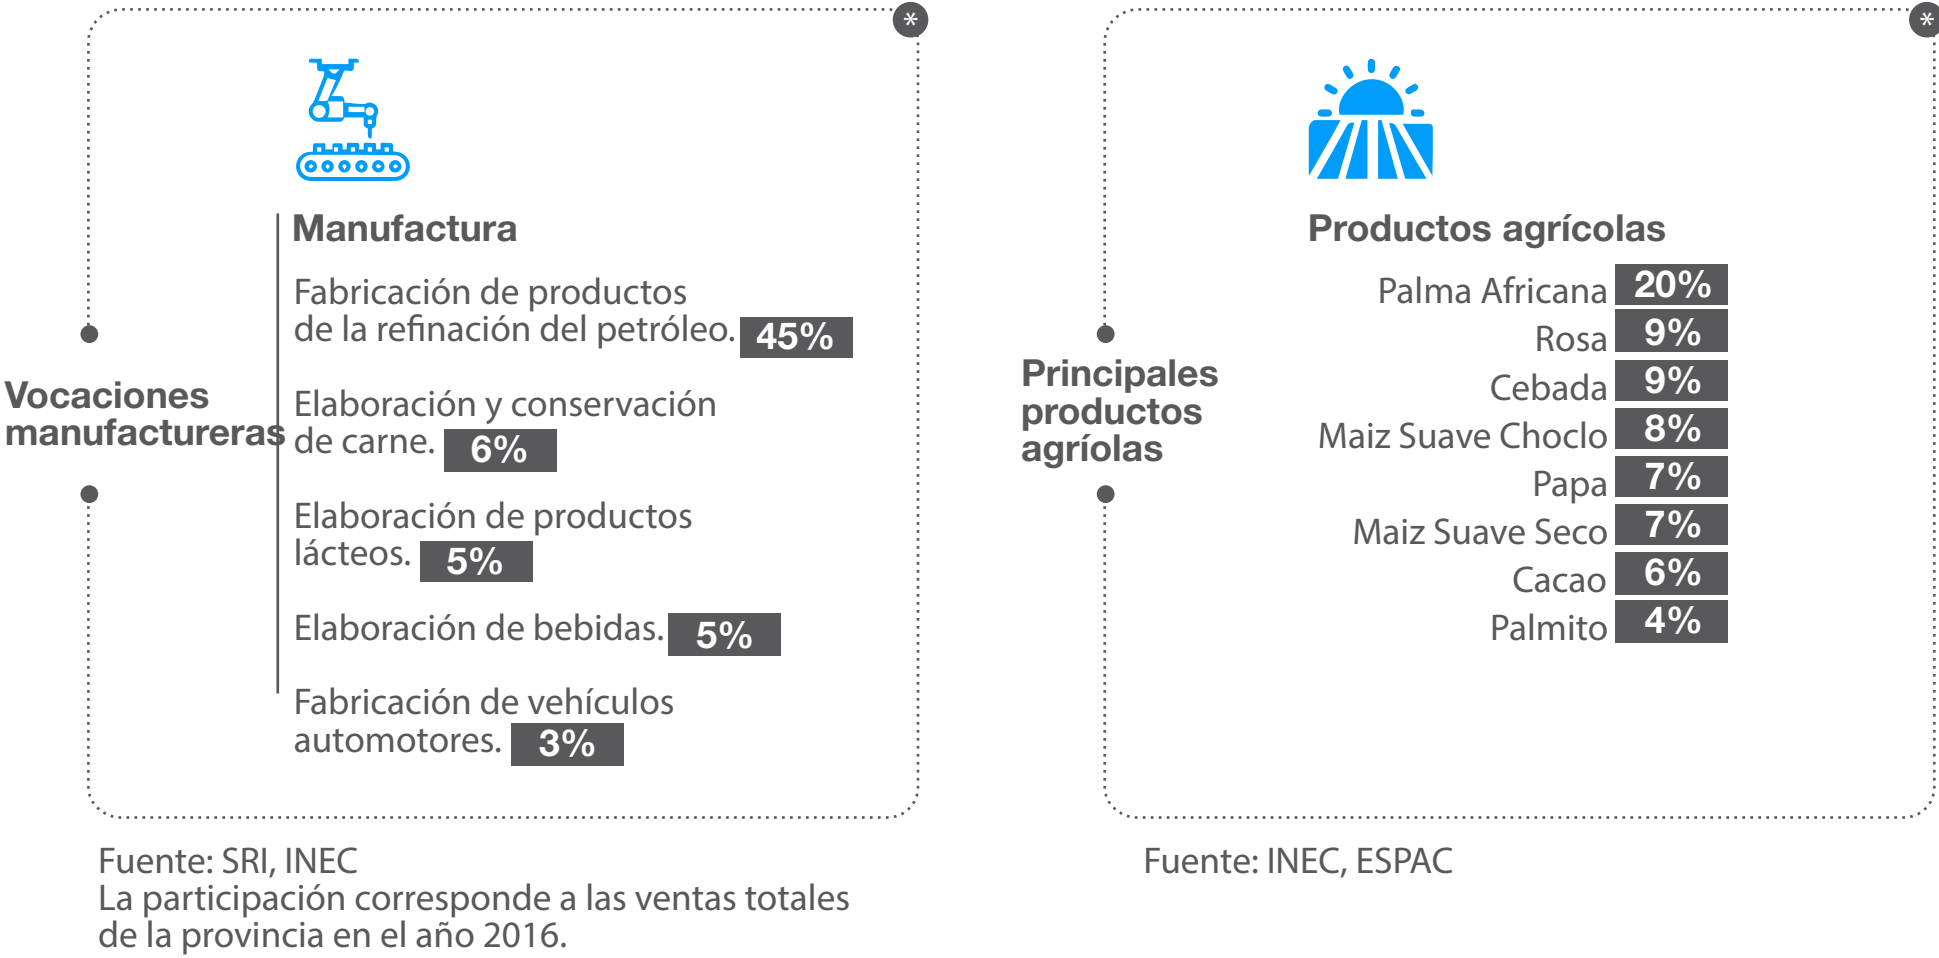 *
Vocaciones
manufactureras
Manufactura
Fabricación de productos
de la refinación del petróleo. 45%
Elaboración y conservación
de carne. 6%
Elaboración de productos
lácteos. 5%
Elaboración de bebidas. 5%
Fabricación de vehículos
automotores. 3%
Fuente: SRI, INEC
La participación corresponde a las ventas totales
de la provincia en el año 2016.
*
Principales
productos
agríolas
Productos agrícolas
Palma Africana 20%
Rosa 9%
Cebada 9%
Maiz Suave Choclo 8%
Papa 7%
Maiz Suave Seco 7%
Cacao 6%
Palmito 4%
Fuente: INEC, ESPAC